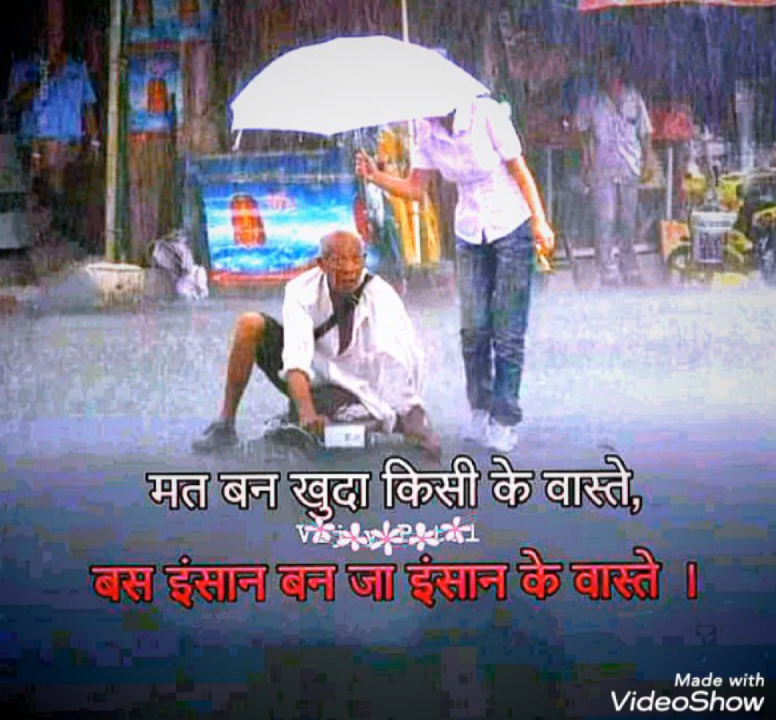 मत बन खुदा किसी के वास्ते,
बस इंसान बन जा इंसान के वास्ते ।
Made with
VideoShow